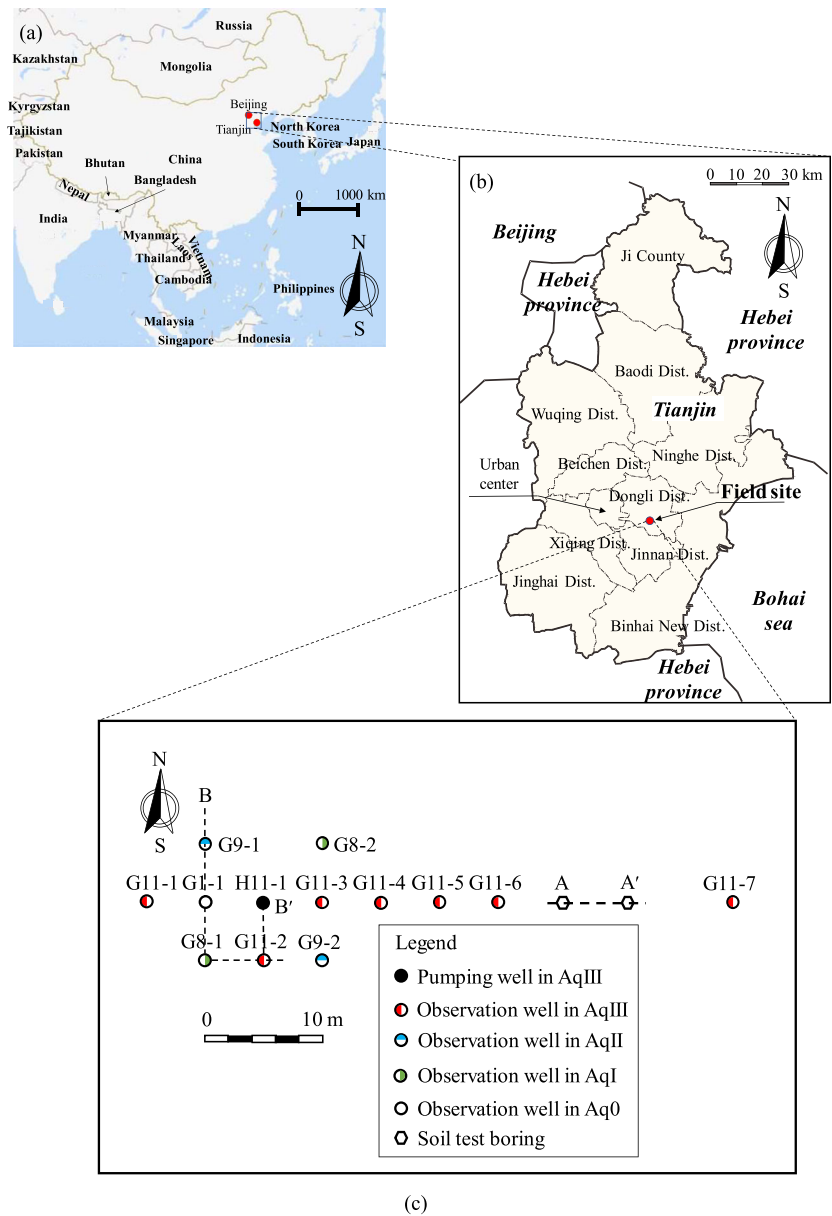 (a)
Russia
Kazakhstan
Mongolia
Kyrgyzstan
Beijing
Tajikistan
Tianjin
North Korea
South Korea
Japan
Pakistan
Bhutan
China
Bangladesh
Nepal
0 1000 km
India
Myanmar
Laos
Vietnam
Thailand
N
Cambodia
Philippines
S
Malaysia
Singapore
Indonesia
(b)
0 10 20 30 km
N
S
Beijing
Ji County
Hebei
province
Hebei
province
Baodi Dist.
Wuqing Dist.
Tianjin
Urban
center
Beichen Dist.
Ninghe Dist.
Dongli Dist.
Field site
Xiqing Dist.
Jinnan Dist.
Jinghai Dist.
Bohai
sea
Binhai New Dist.
Hebei
province
N
S
B
G9-1
G8-2
G11-1
G1-1
H11-1
G11-3
G11-4
G11-5
G11-6
A
A′
G11-7
B′
G8-1
G11-2
G9-2
0 10 m
Legend
Pumping well in AqIII
Observation well in AqIII
Observation well in AqII
Observation well in AqI
Observation well in Aq0
Soil test boring
(c)